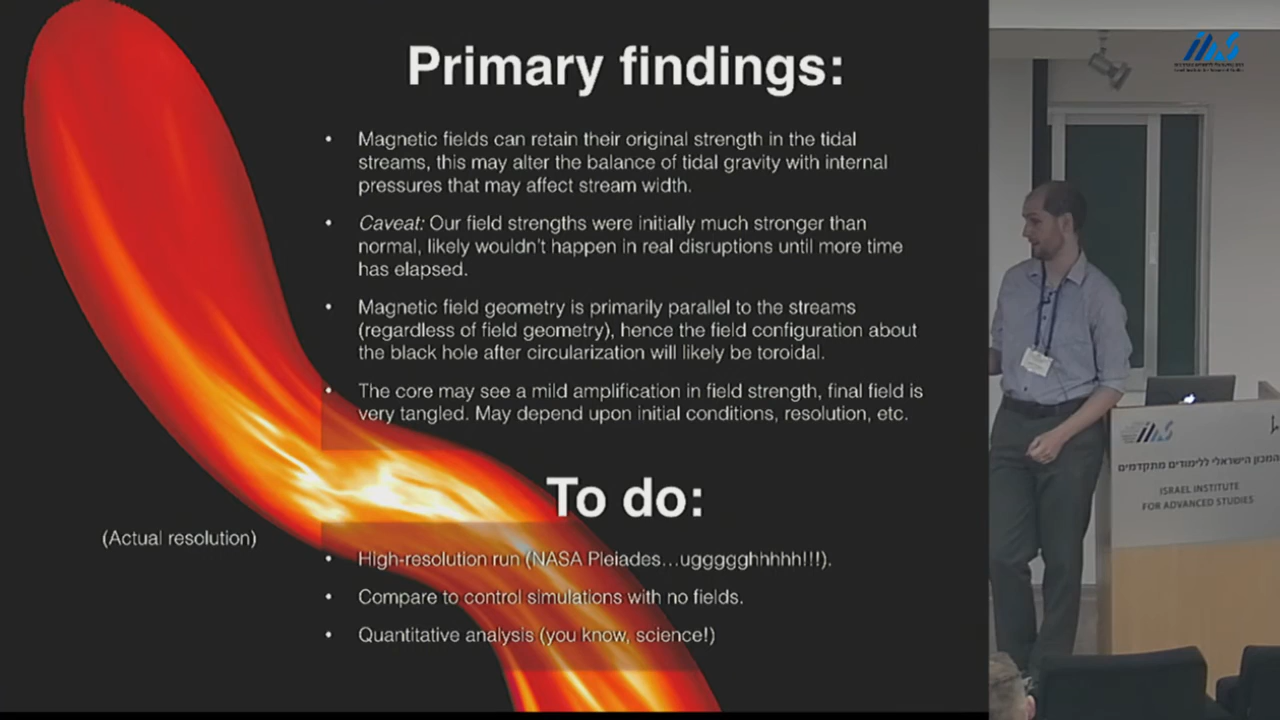 Primary findings:
• Magnetic fields can retain their original strength in the tidal
streams, this may alter the balance of tidal gravity with internal
pressures that may affect stream width.
• Caveat: Our field strengths were initially much stronger than
normal, likely wouldn't happen in real disruptions until more time
has elapsed.
• Magnetic field geometry is primarily parallel to the streams
(regardless of field geometry), hence the field configuration about
the black hole after circularization will likely be toroidal.
• The core may see a mild amplification in field strength, final field is
very tangled. May depend upon initial conditions, resolution, etc.
To do:
(Actual resolution)
• High-resolution run (NASA Pleiades...uggggghhhhh!!!).
• Compare to control simulations with no fields.
• Quantitative analysis (you know, science!)
המכון הישראלי ללימודים מתקדמים
ISRAEL INSTITUTE
FOR ADVANCED STUDIES